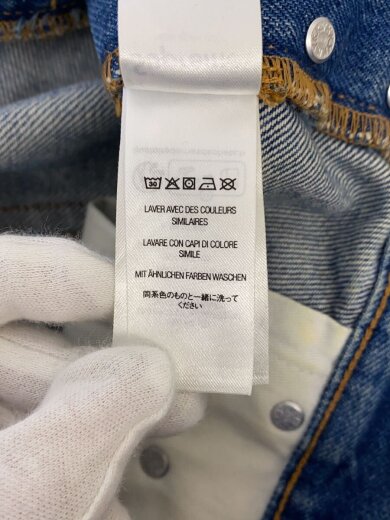 30
LAVER AVEC DES COULEURS
SIMILAIRES
LAVARE CON CAPI DI COLORE
SIMILE
MIT ÄHNLICHEN FARBEN WASCHEN
同系色のものと一緒に洗って
ください